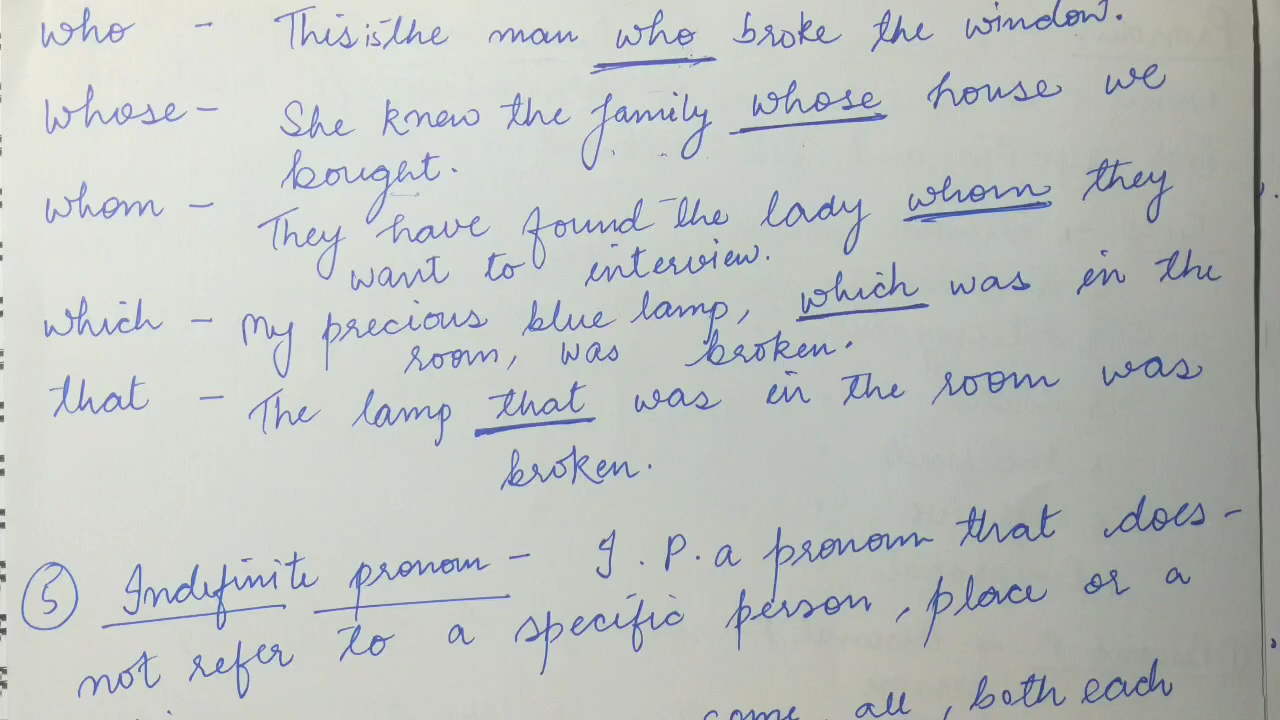 who - This is the man who broke the window.
whose - She knew the family whose house we
bought.
whom - They have found the lady whom they
want to interview.
which - My precious blue lamp, which was in the
room, was broken.
that - The lamp that was in the room was
broken.
5 Indefinite pronoun - I.P. a pronoun that does-
not refer to a specific person, place or a
some, all, both each